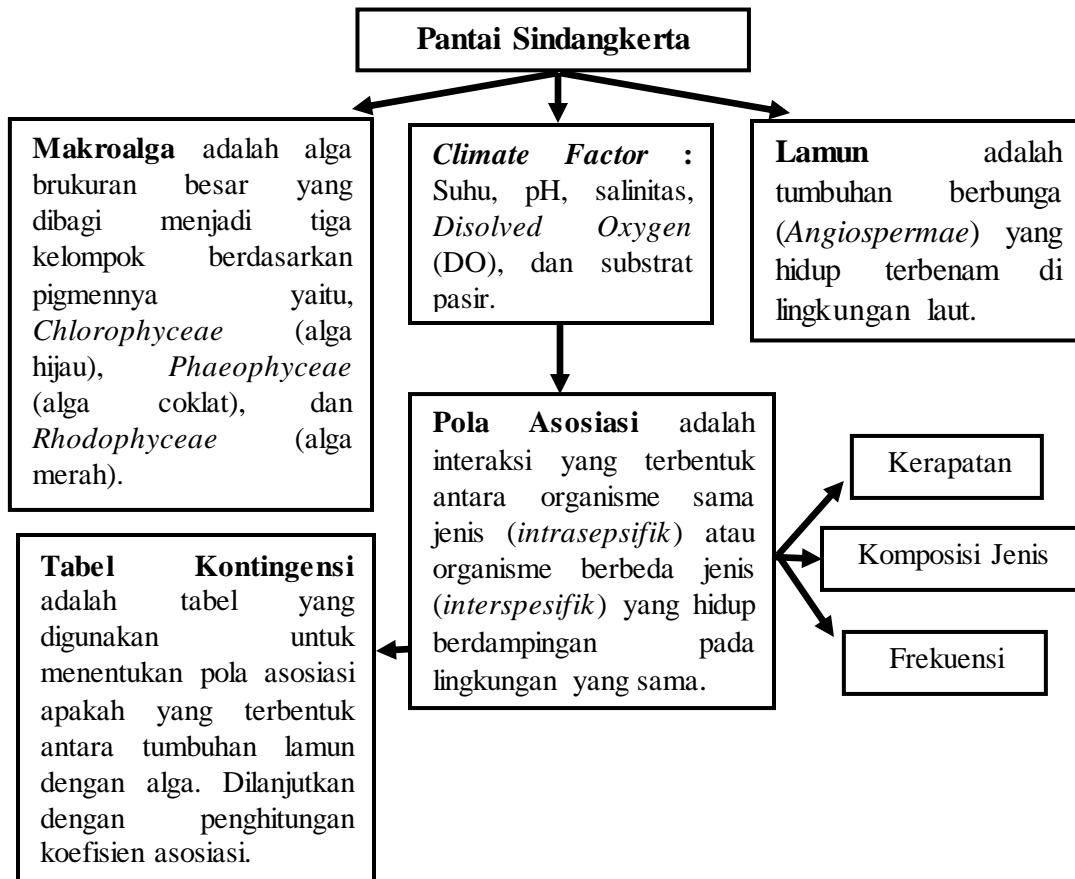 Pantai Sindangkerta
Makroalga adalah alga
brukuran besar yang
dibagi menjadi tiga
kelompok berdasarkan
pigmennya yaitu,
Chlorophyceae (alga
hijau), Phaeophyceae
(alga coklat), dan
Rhodophyceae (alga
merah).
Climate Factor :
Suhu, pH, salinitas,
Disolved Oxygen
(DO), dan substrat
pasir.
Lamun adalah
tumbuhan berbunga
(Angiospermae) yang
hidup terbenam di
lingkungan laut.
Pola Asosiasi adalah
interaksi yang terbentuk
antara organisme sama
jenis (intrasepsifik) atau
organisme berbeda jenis
(interspesifik) yang hidup
berdampingan pada
lingkungan yang sama.
Kerapatan
Komposisi Jenis
Frekuensi
Tabel Kontingensi
adalah tabel yang
digunakan untuk
menentukan pola asosiasi
apakah yang terbentuk
antara tumbuhan lamun
dengan alga. Dilanjutkan
dengan penghitungan
koefisien asosiasi.